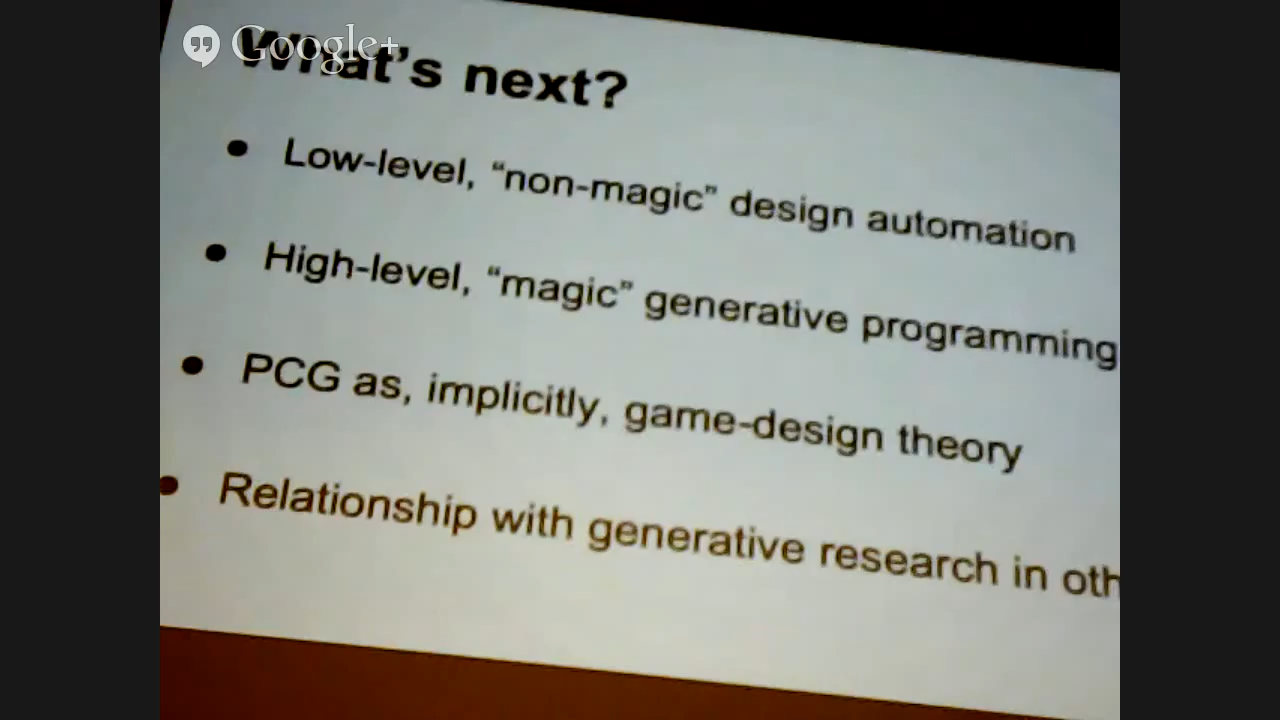 Google+
What's next?
● Low-level, “non-magic” design automation
● High-level, “magic” generative programming
● PCG as, implicitly, game-design theory
● Relationship with generative research in oth